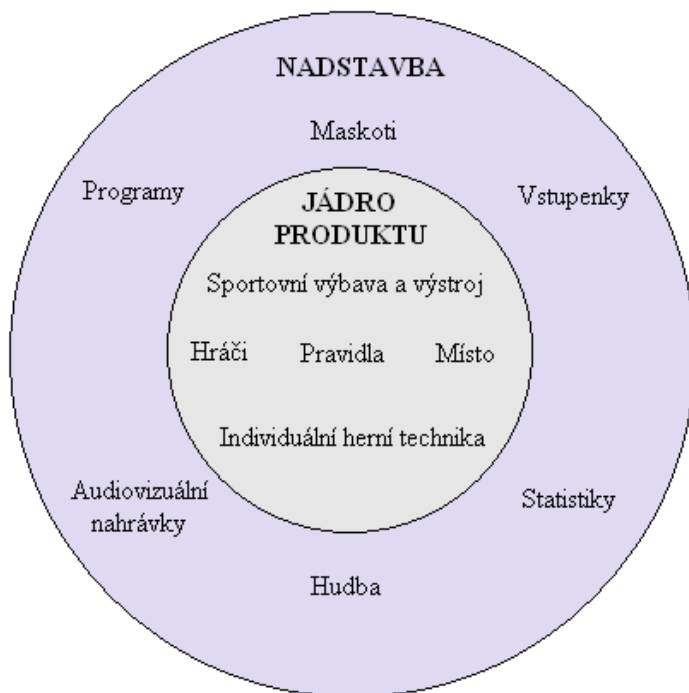 NADSTAVBA
Maskoti
Programy
Vstupenky
JÁDRO
PRODUKTU
Sportovní výbava a výstroj
Hráči
Pravidla
Místo
Individuální herní technika
Audiovizuální
nahrávky
Statistiky
Hudba